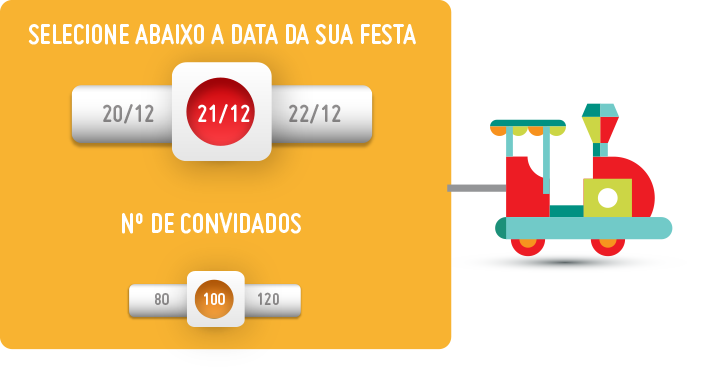 SELECIONE ABAIXO A DATA DA SUA FESTA
20/12 21/12 22/12
Nº DE CONVIDADOS
80 100 120